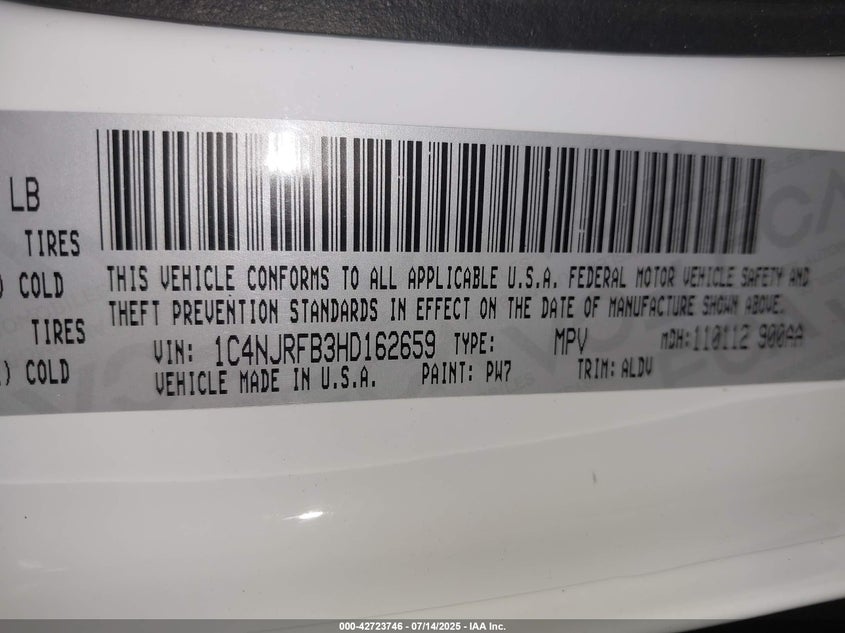 LB
TIRES
) COLD
TIRES
) COLD
THIS VEHICLE CONFORMS TO ALL APPLICABLE U.S.A. FEDERAL MOTOR VEHICLE SAFETY AND
THEFT PREVENTION STANDARDS IN EFFECT ON THE DATE OF MANUFACTURE SHOWN ABOVE.
VIN: 1C4NJRFB3HD162659 TYPE: MPV MDH:110112 900AA
VEHICLE MADE IN U.S.A. PAINT: PW7 TRIM: ALDV
000-42723746 - 07/14/2025 - IAA Inc.